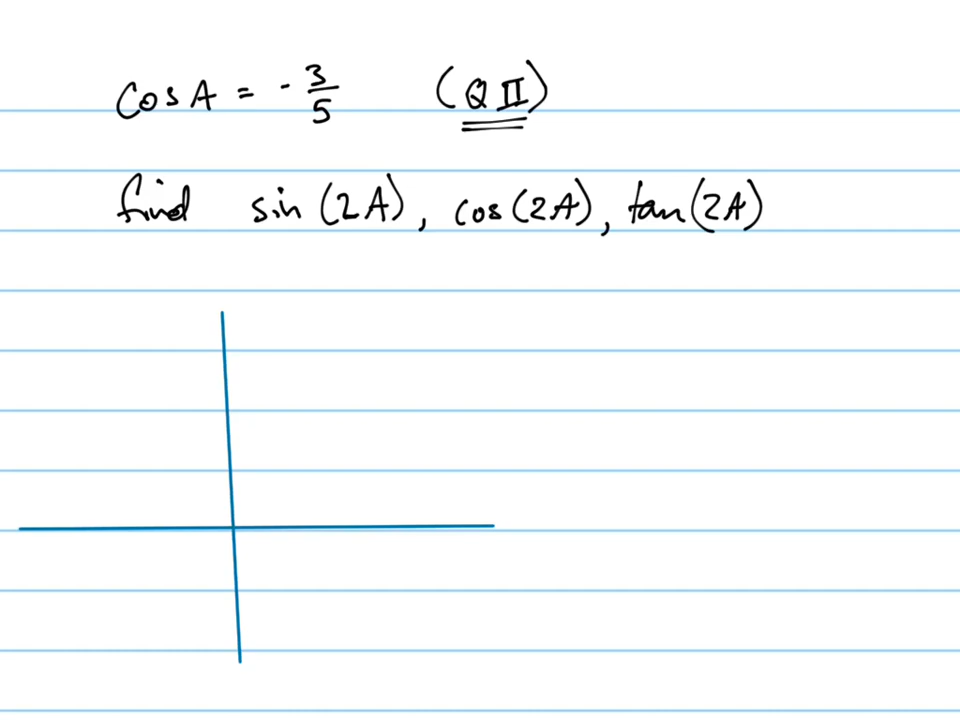 cos A = - 3/5 (Q II)
find sin (2A), cos (2A), tan (2A)